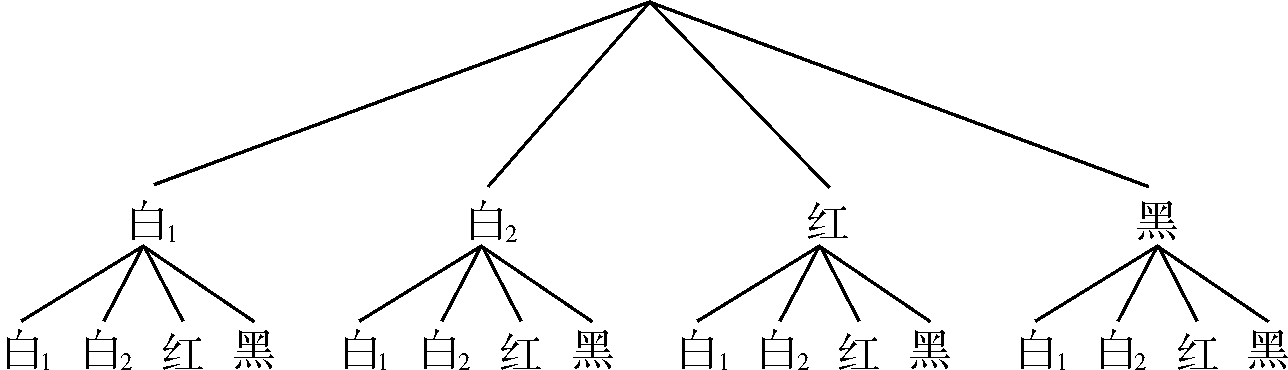 白₁ 白₂ 红 黑
白₁ 白₂ 红 黑 白₁ 白₂ 红 黑 白₁ 白₂ 红 黑 白₁ 白₂ 红 黑